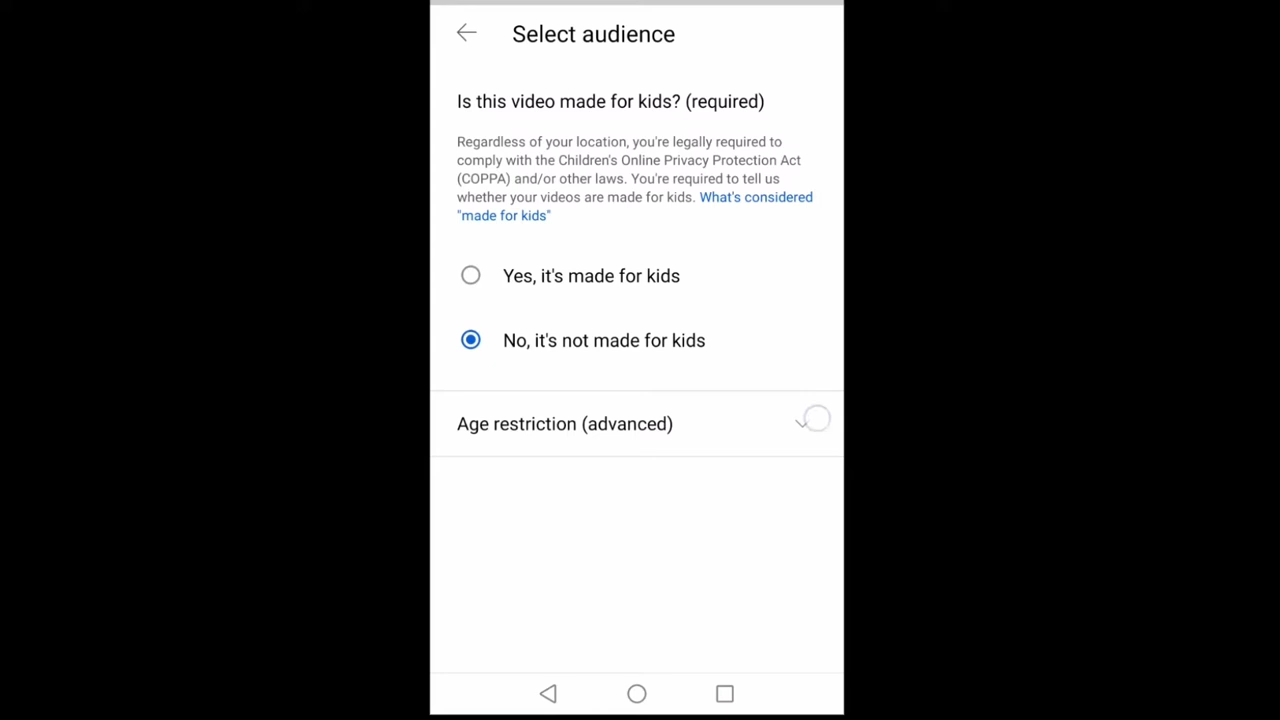 Select audience
Is this video made for kids? (required)
Regardless of your location, you're legally required to
comply with the Children's Online Privacy Protection Act
(COPPA) and/or other laws. You're required to tell us
whether your videos are made for kids. What's considered
"made for kids"
Yes, it's made for kids
No, it's not made for kids
Age restriction (advanced)